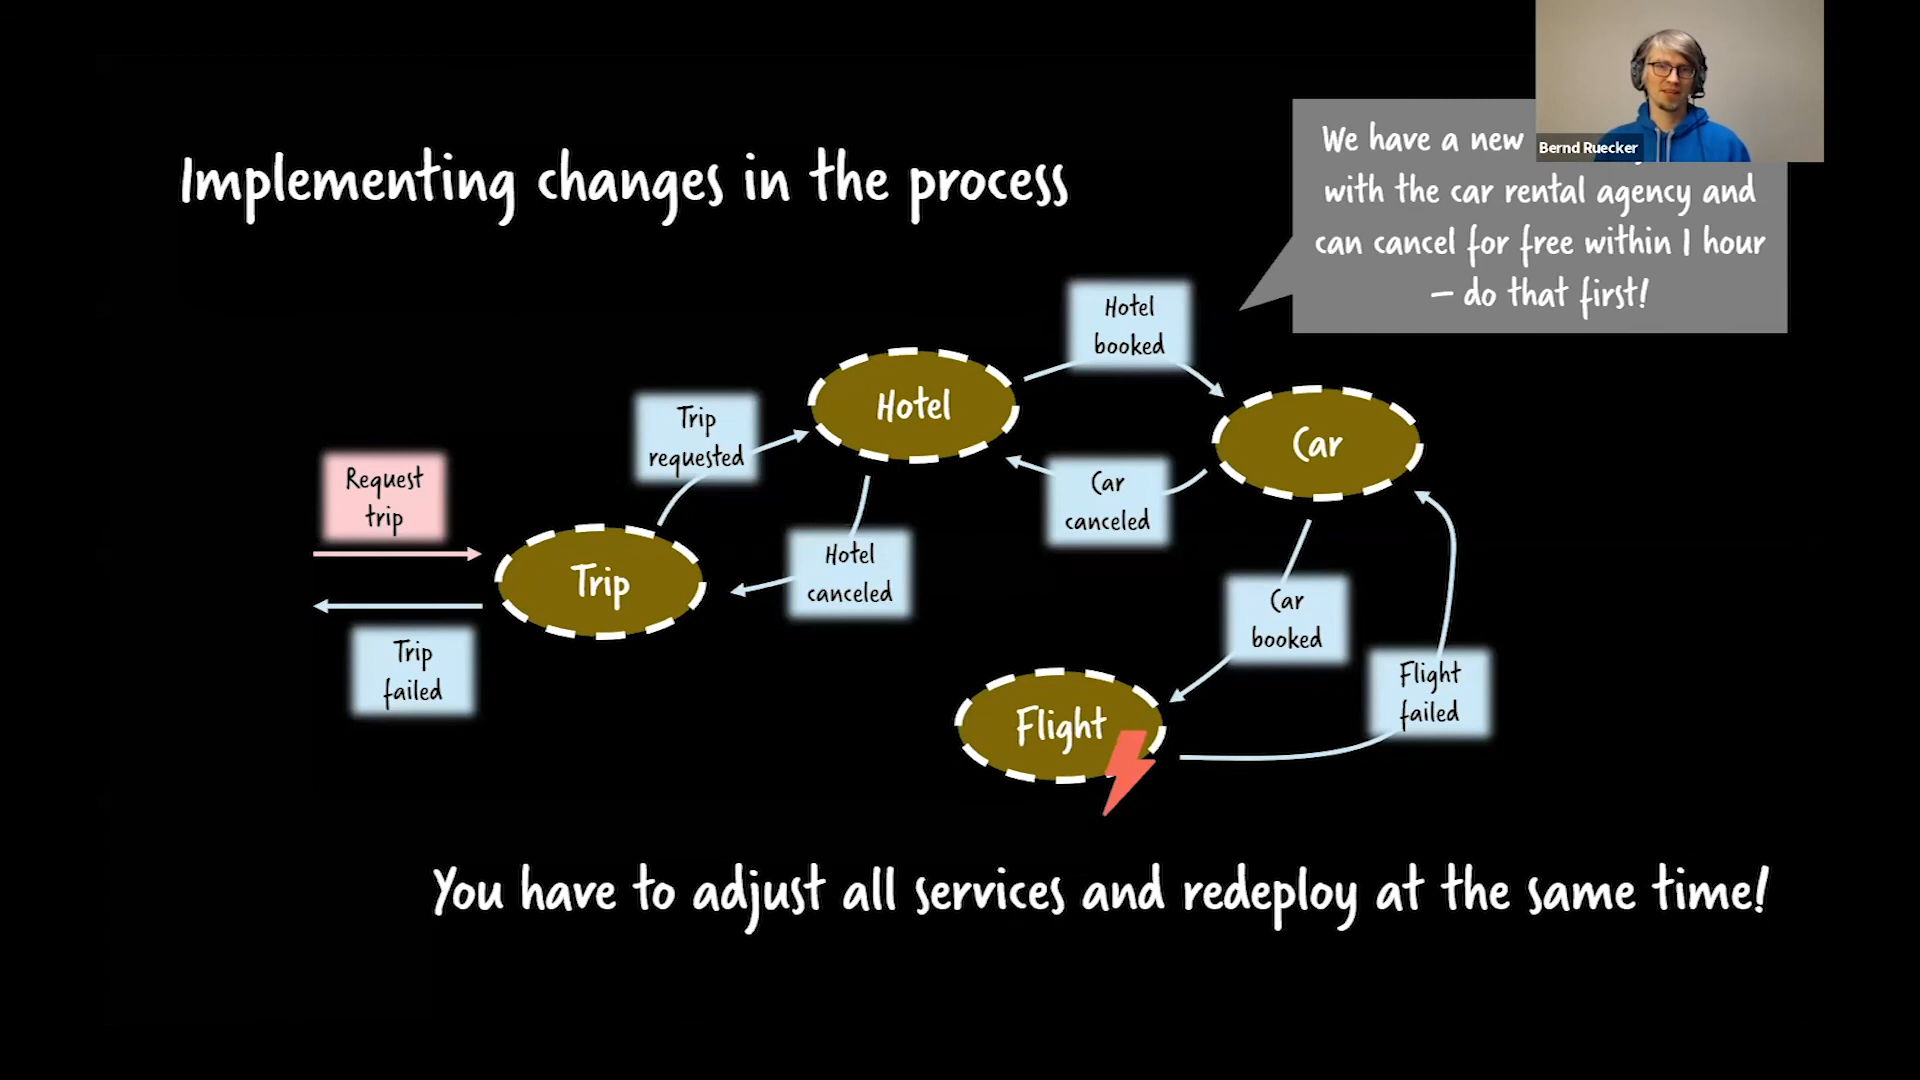 Bernd Ruecker
Implementing changes in the process
We have a new
with the car rental agency and
can cancel for free within 1 hour
– do that first!
Hotel
booked
Hotel
Trip
requested
Car
Request
trip
Car
canceled
Trip
Hotel
canceled
Car
booked
Trip
failed
Flight
failed
Flight
You have to adjust all services and redeploy at the same time!